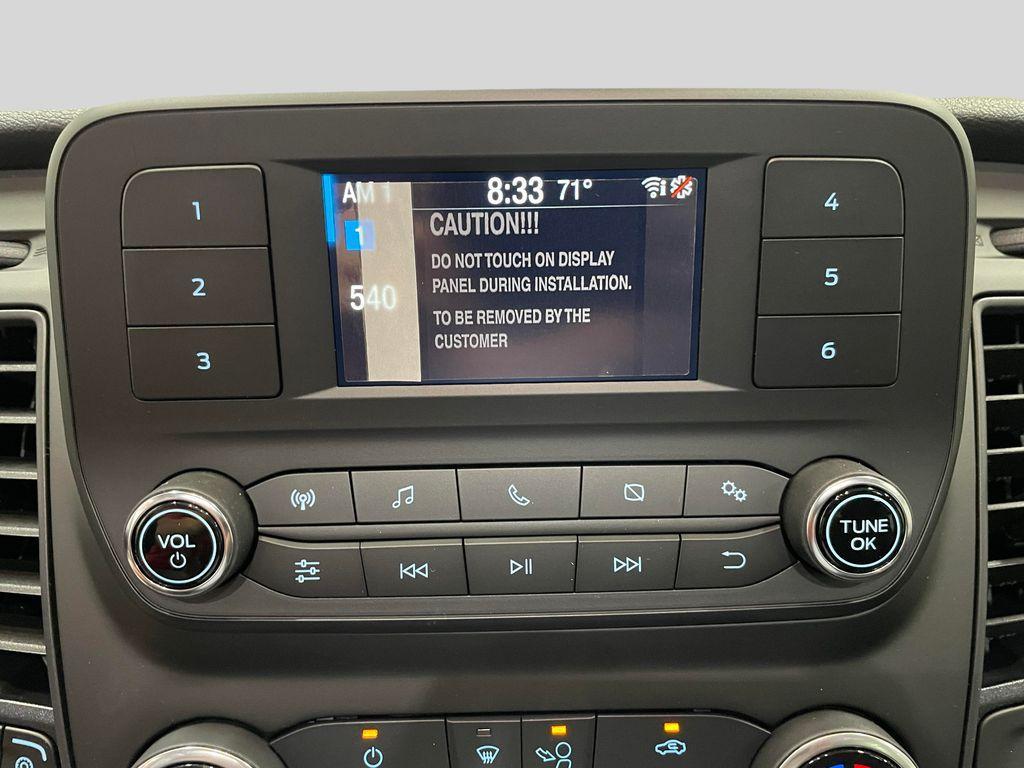 AM 1
8:33 71°
1
CAUTION!!!
DO NOT TOUCH ON DISPLAY
PANEL DURING INSTALLATION.
540
TO BE REMOVED BY THE
CUSTOMER
1
2
3
4
5
6
VOL
TUNE
OK